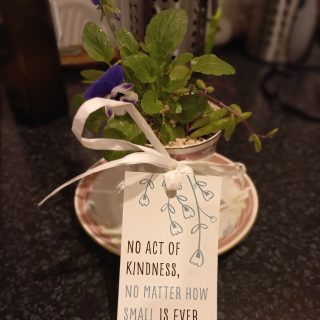 NO ACT OF
KINDNESS,
NO MATTER HOW
SMALL IS EVER